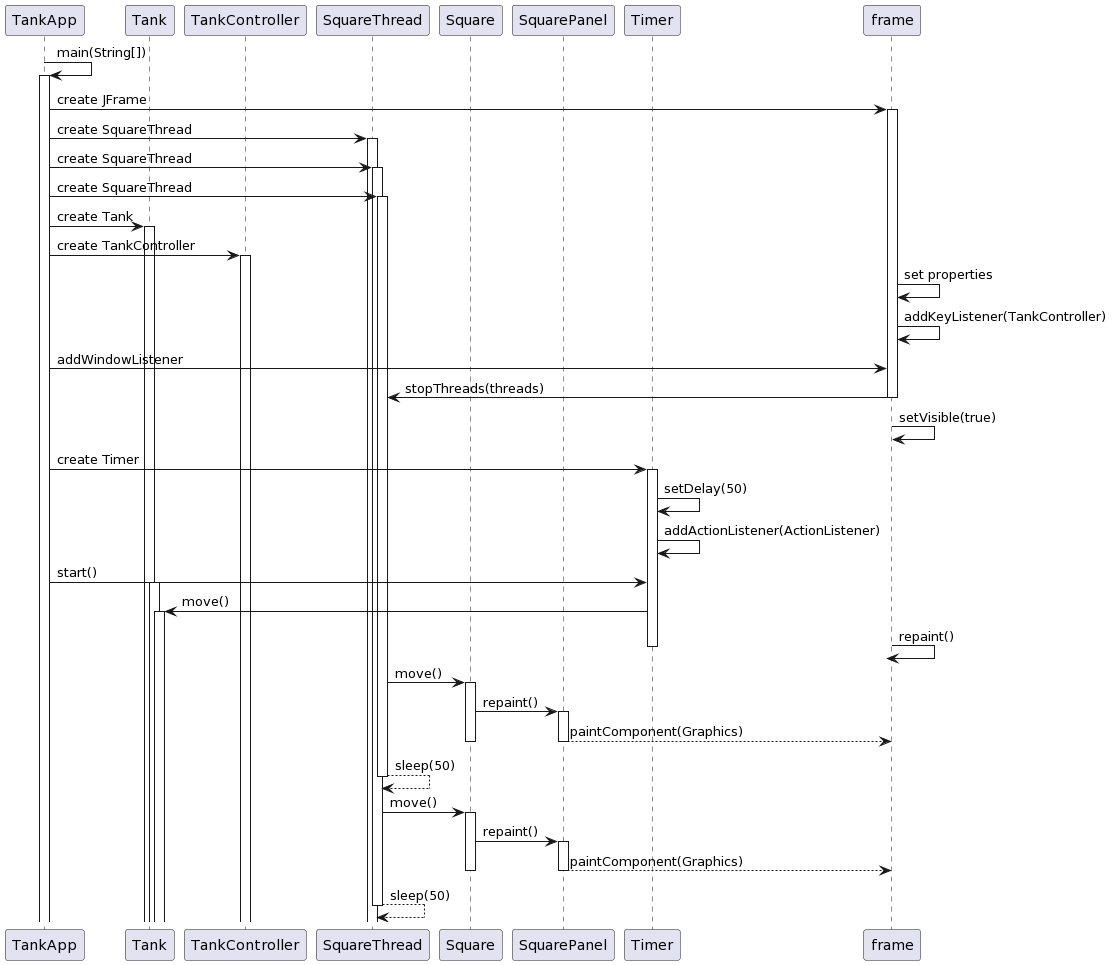 TankApp Tank TankController SquareThread Square SquarePanel Timer frame
main(String[])
create JFrame
create SquareThread
create SquareThread
create SquareThread
create Tank
create TankController
set properties
addKeyListener(TankController)
addWindowListener
stopThreads(threads)
setVisible(true)
create Timer
setDelay(50)
addActionListener(ActionListener)
start()
move()
repaint()
move()
repaint()
paintComponent(Graphics)
sleep(50)
move()
repaint()
paintComponent(Graphics)
sleep(50)
TankApp Tank TankController SquareThread Square SquarePanel Timer frame